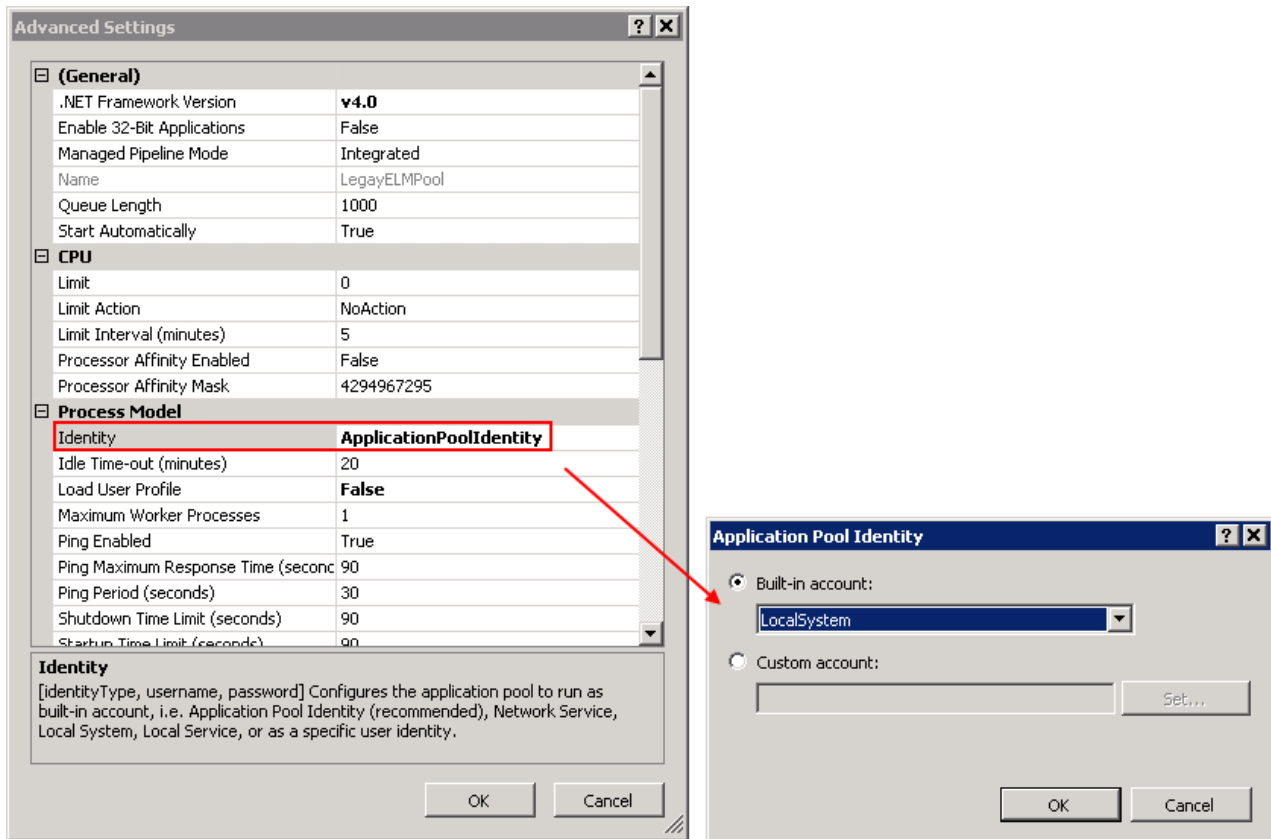 Advanced Settings
(General)
.NET Framework Version v4.0
Enable 32-Bit Applications False
Managed Pipeline Mode Integrated
Name LegayELMPool
Queue Length 1000
Start Automatically True
CPU
Limit 0
Limit Action NoAction
Limit Interval (minutes) 5
Processor Affinity Enabled False
Processor Affinity Mask 4294967295
Process Model
Identity ApplicationPoolIdentity
Idle Time-out (minutes) 20
Load User Profile False
Maximum Worker Processes 1
Ping Enabled True
Ping Maximum Response Time (seconc 90
Ping Period (seconds) 30
Shutdown Time Limit (seconds) 90
Startup Time Limit (seconds) 90
Identity
[identityType, username, password] Configures the application pool to run as
built-in account, i.e. Application Pool Identity (recommended), Network Service,
Local System, Local Service, or as a specific user identity.
OK Cancel
Application Pool Identity
Built-in account:
LocalSystem
Custom account:
Set...
OK Cancel